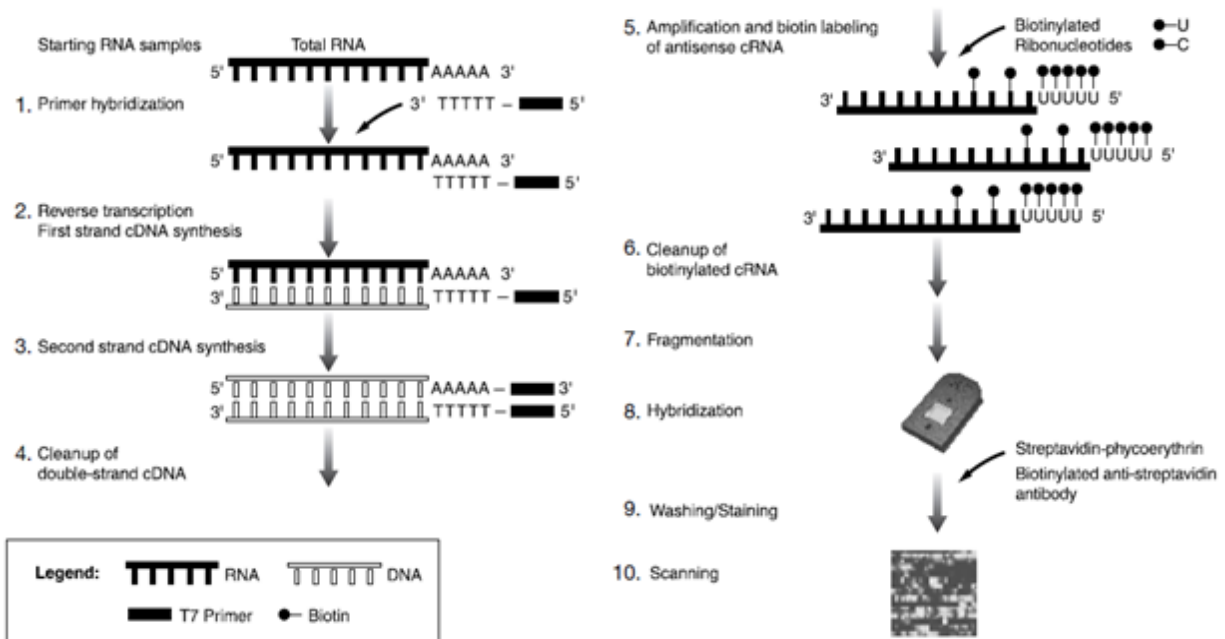 Starting RNA samples
Total RNA
5' AAAAA 3'
1. Primer hybridization
3' TTTTT – 5'
5' AAAAA 3'
TTTTT – 5'
2. Reverse transcription
First strand cDNA synthesis
5' AAAAA 3'
3' TTTTT – 5'
3. Second strand cDNA synthesis
5' AAAAA – 3'
3' TTTTT – 5'
4. Cleanup of
double-strand cDNA
Legend:
RNA
DNA
T7 Primer
Biotin
5. Amplification and biotin labeling
of antisense cRNA
Biotinylated
Ribonucleotides
U
C
3' UUUUU 5'
3' UUUUU 5'
3' UUUUU 5'
6. Cleanup of
biotinylated cRNA
7. Fragmentation
8. Hybridization
Streptavidin-phycoerythrin
Biotinylated anti-streptavidin
antibody
9. Washing/Staining
10. Scanning